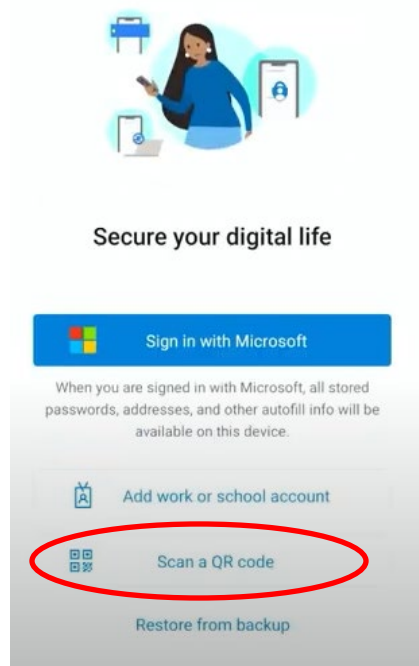 Secure your digital life
Sign in with Microsoft
When you are signed in with Microsoft, all stored
passwords, addresses, and other autofill info will be
available on this device.
Add work or school account
Scan a QR code
Restore from backup